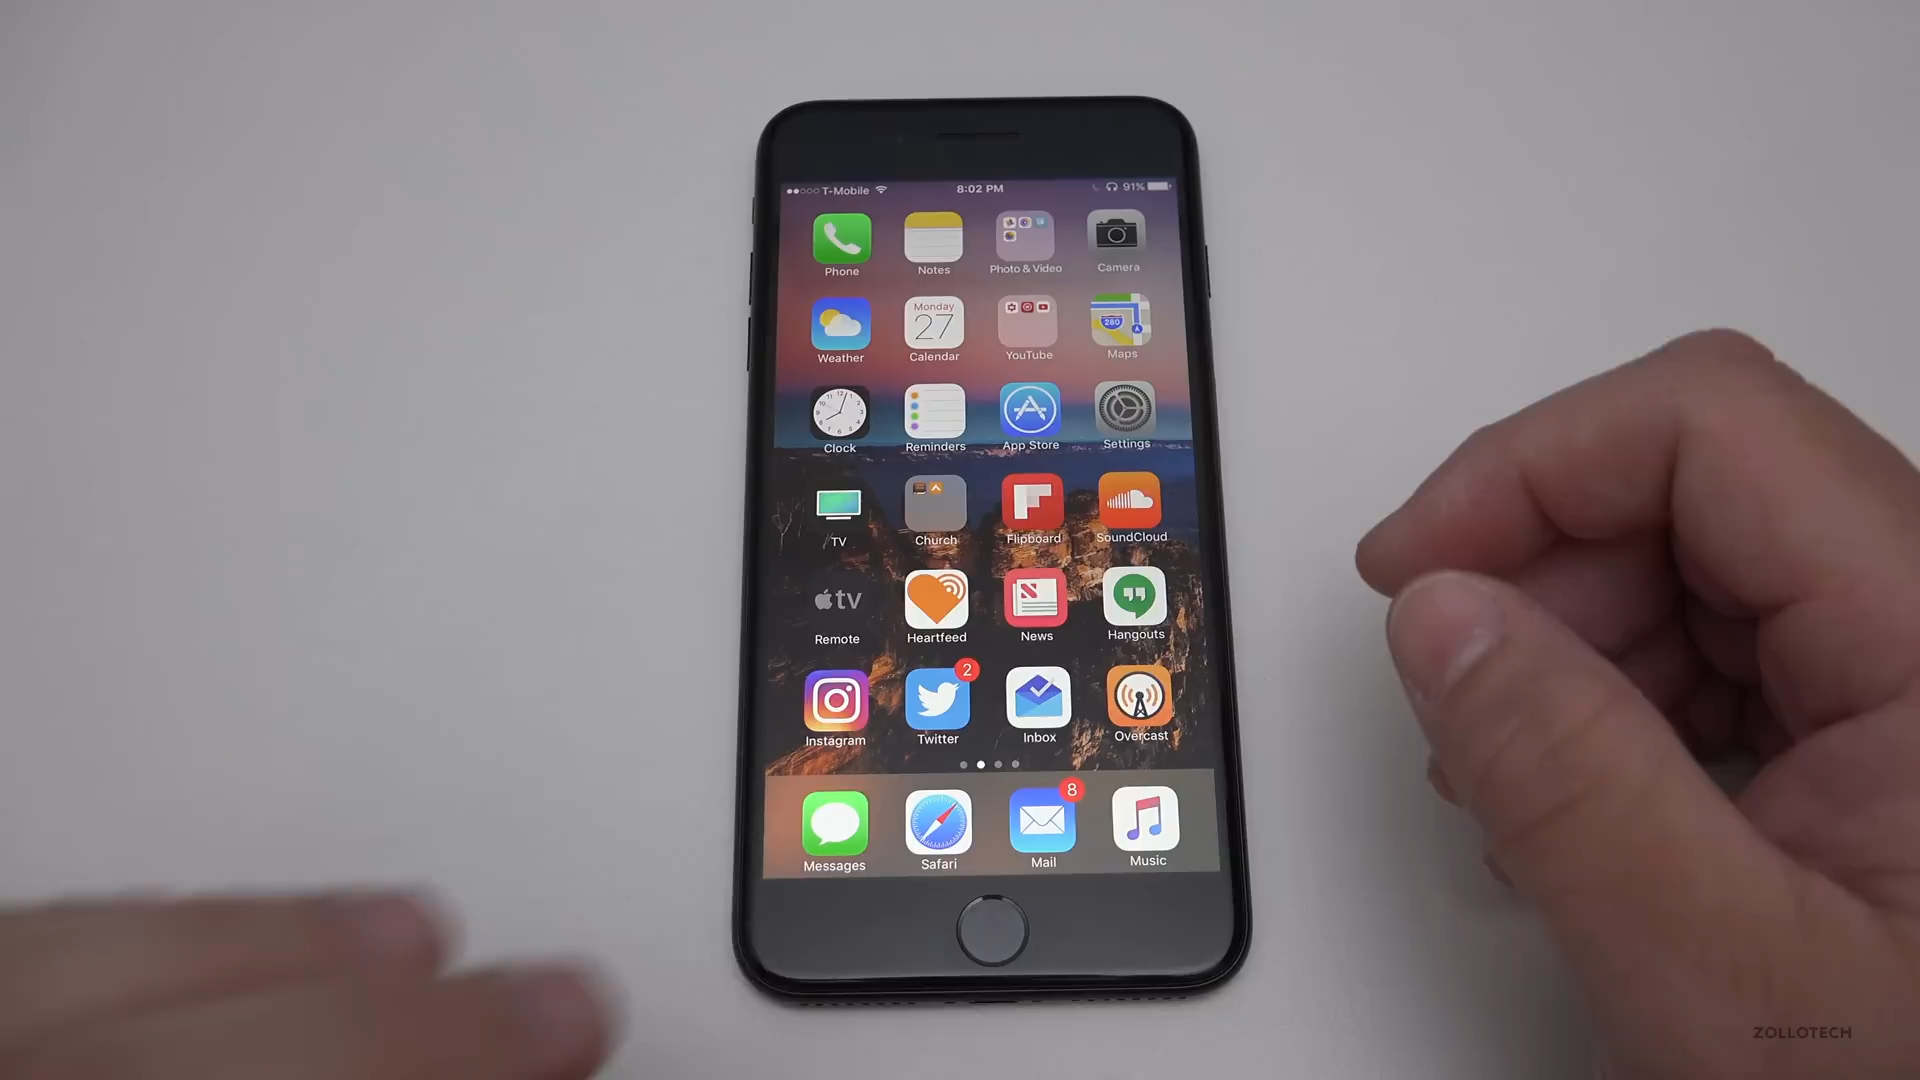 T-Mobile 8:02 PM 91%
Phone Notes Photo & Video Camera
Monday
27
280
A
Weather Calendar YouTube Maps
Clock Reminders App Store Settings
TV Church Flipboard SoundCloud
tv
Remote Heartfeed News Hangouts
2
Instagram Twitter Inbox Overcast
8
Messages Safari Mail Music
ZOLLOTECH